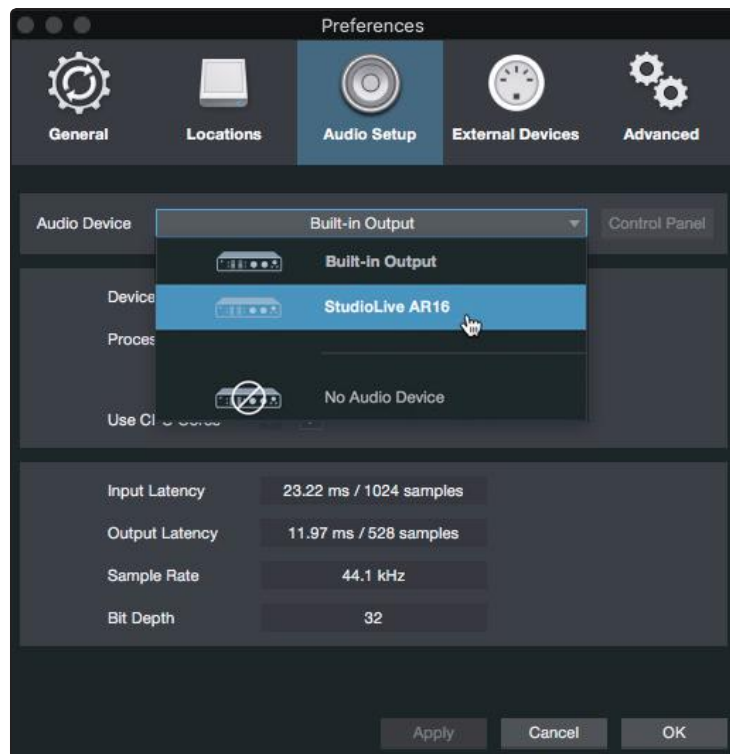 Preferences
General Locations Audio Setup External Devices Advanced
Audio Device Built-in Output Control Panel
Built-in Output
Device StudioLive AR16
Proces
No Audio Device
Use
Input Latency 23.22 ms / 1024 samples
Output Latency 11.97 ms / 528 samples
Sample Rate 44.1 kHz
Bit Depth 32
Apply Cancel OK